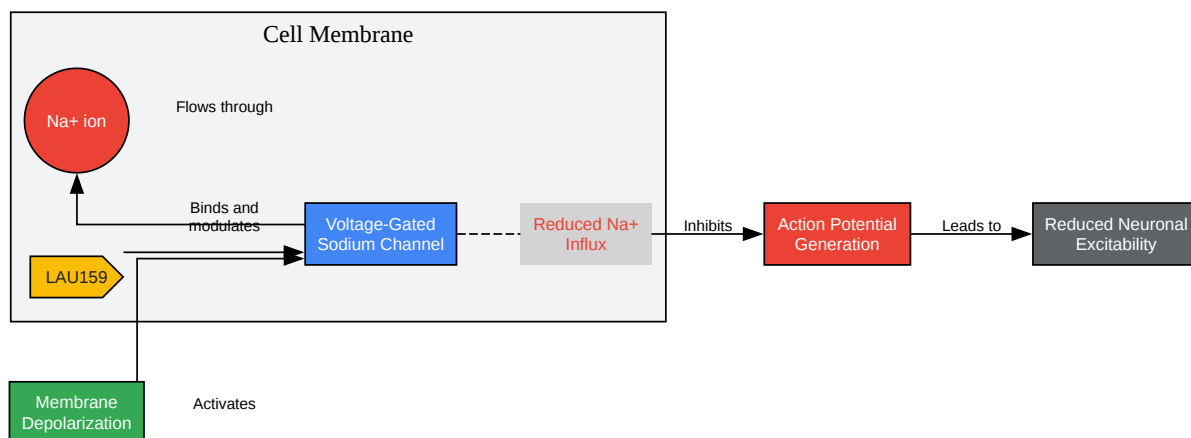 Cell Membrane
Na+ ion
Flows through
Binds and
modulates
Voltage-Gated
Sodium Channel
Reduced Na+
Influx
Inhibits
Action Potential
Generation
Leads to
Reduced Neuronal
Excitability
LAU159
Membrane
Depolarization
Activates